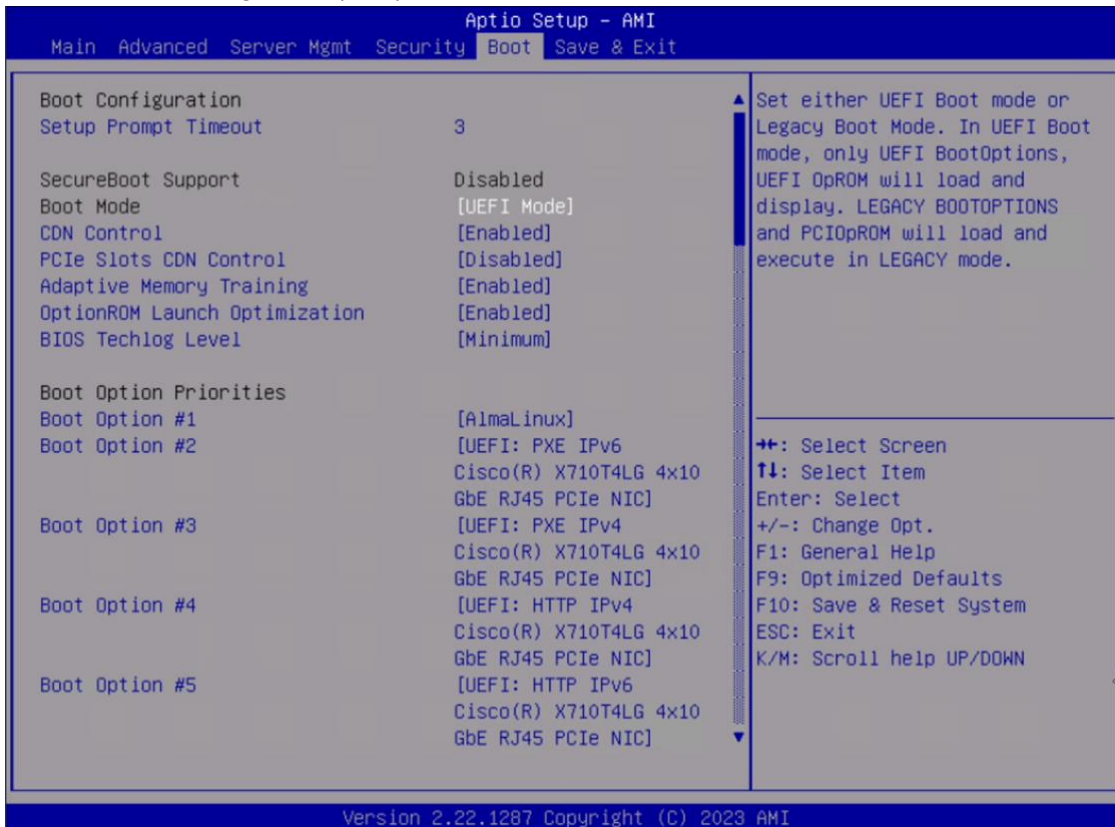 Aptio Setup – AMI
Main Advanced Server Mgmt Security Boot Save & Exit
Boot Configuration
Setup Prompt Timeout 3
SecureBoot Support Disabled
Boot Mode [UEFI Mode]
CDN Control [Enabled]
PCIe Slots CDN Control [Disabled]
Adaptive Memory Training [Enabled]
OptionROM Launch Optimization [Enabled]
BIOS Techlog Level [Minimum]
Boot Option Priorities
Boot Option #1 [AlmaLinux]
Boot Option #2 [UEFI: PXE IPv6
Cisco(R) X710T4LG 4x10
GbE RJ45 PCIe NIC]
Boot Option #3 [UEFI: PXE IPv4
Cisco(R) X710T4LG 4x10
GbE RJ45 PCIe NIC]
Boot Option #4 [UEFI: HTTP IPv4
Cisco(R) X710T4LG 4x10
GbE RJ45 PCIe NIC]
Boot Option #5 [UEFI: HTTP IPv6
Cisco(R) X710T4LG 4x10
GbE RJ45 PCIe NIC]
Set either UEFI Boot mode or
Legacy Boot Mode. In UEFI Boot
mode, only UEFI BootOptions,
UEFI OpROM will load and
display. LEGACY BOOTOPTIONS
and PCIOpROM will load and
execute in LEGACY mode.
→←: Select Screen
↑↓: Select Item
Enter: Select
+/-: Change Opt.
F1: General Help
F9: Optimized Defaults
F10: Save & Reset System
ESC: Exit
K/M: Scroll help UP/DOWN
Version 2.22.1287 Copyright (C) 2023 AMI